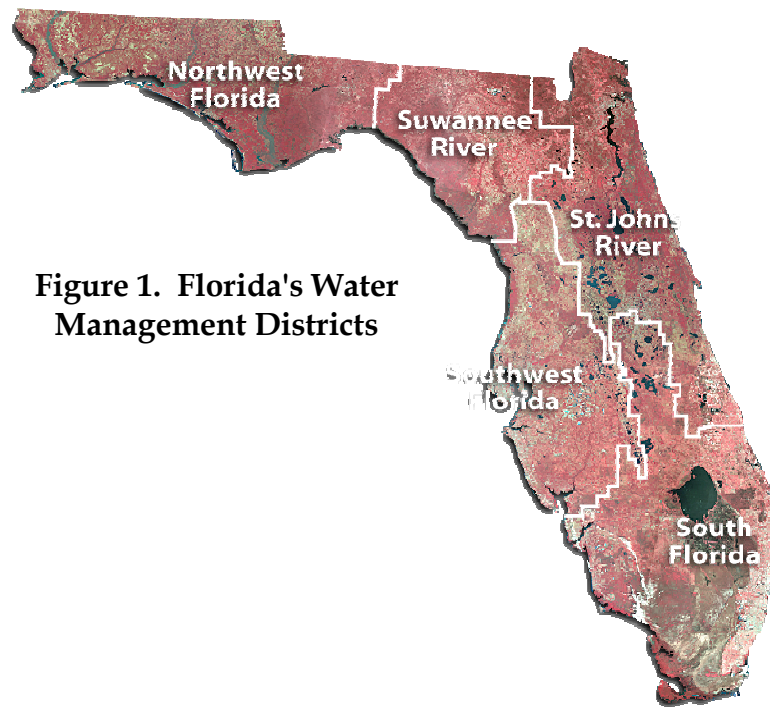 Northwest
Florida
Suwannee
River
St. Johns
River
Figure 1. Florida's Water
Management Districts
Southwest
Florida
South
Florida